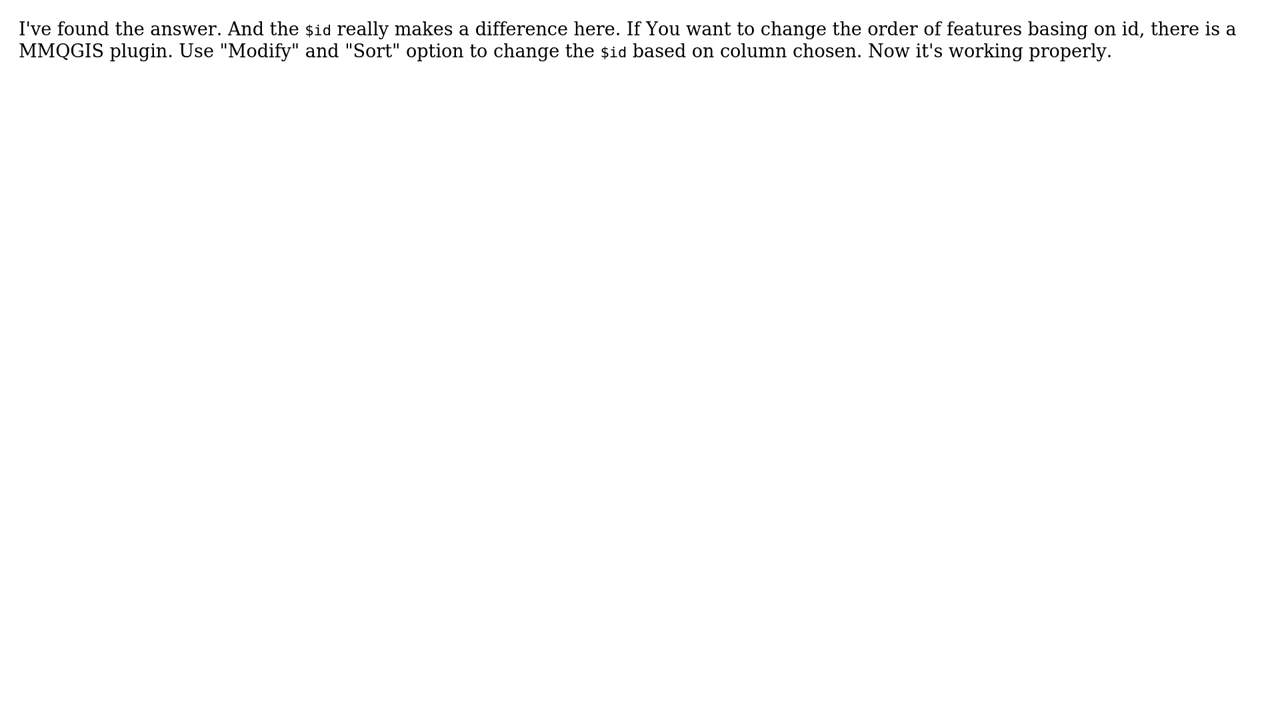 I've found the answer. And the $id really makes a difference here. If You want to change the order of features basing on id, there is a
MMQGIS plugin. Use "Modify" and "Sort" option to change the $id based on column chosen. Now it's working properly.